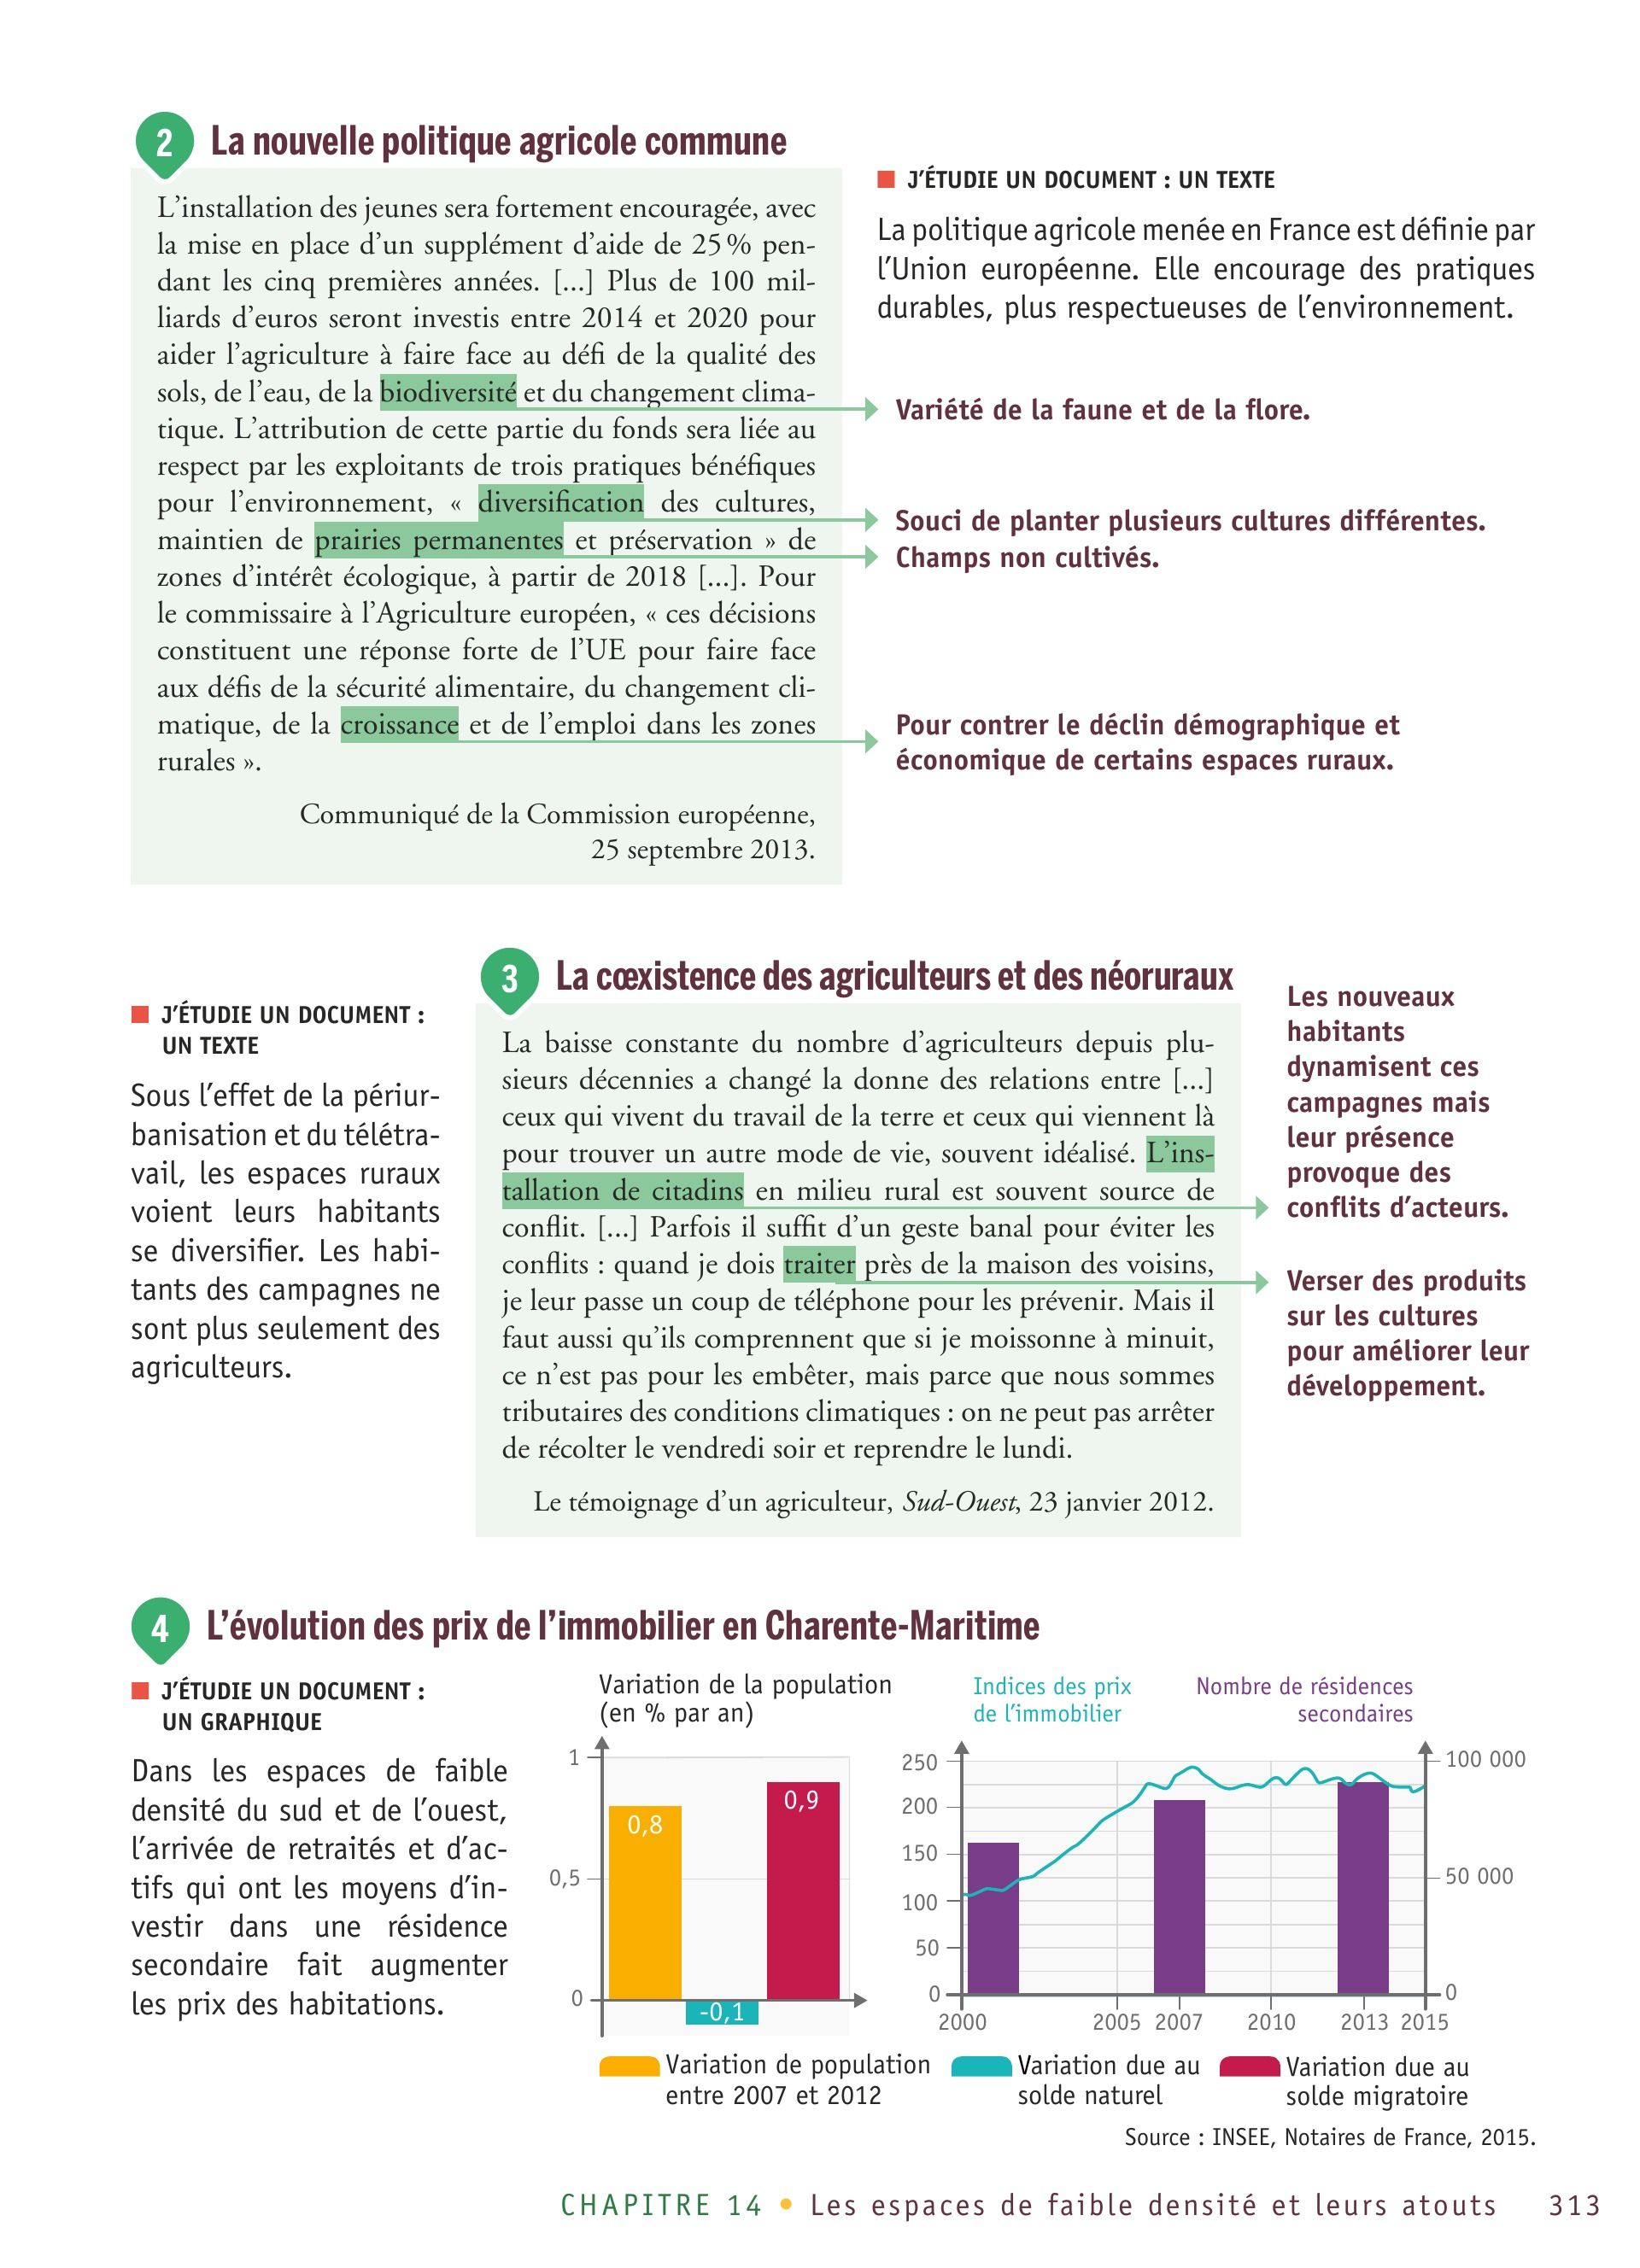 2
La nouvelle politique agricole commune
L’installation des jeunes sera fortement encouragée, avec
la mise en place d’un supplément d’aide de 25 % pen-
dant les cinq premières années. [...] Plus de 100 mil-
liards d’euros seront investis entre 2014 et 2020 pour
aider l’agriculture à faire face au défi de la qualité des
sols, de l’eau, de la biodiversité et du changement clima-
tique. L’attribution de cette partie du fonds sera liée au
respect par les exploitants de trois pratiques bénéfiques
pour l’environnement, « diversification des cultures,
maintien de prairies permanentes et préservation » de
zones d’intérêt écologique, à partir de 2018 [...]. Pour
le commissaire à l’Agriculture européen, « ces décisions
constituent une réponse forte de l’UE pour faire face
aux défis de la sécurité alimentaire, du changement cli-
matique, de la croissance et de l’emploi dans les zones
rurales ».
Communiqué de la Commission européenne,
25 septembre 2013.
J’ÉTUDIE UN DOCUMENT : UN TEXTE
La politique agricole menée en France est définie par
l’Union européenne. Elle encourage des pratiques
durables, plus respectueuses de l’environnement.
Variété de la faune et de la flore.
Souci de planter plusieurs cultures différentes.
Champs non cultivés.
Pour contrer le déclin démographique et
économique de certains espaces ruraux.
J’ÉTUDIE UN DOCUMENT :
UN TEXTE
Sous l’effet de la périur-
banisation et du télétra-
vail, les espaces ruraux
voient leurs habitants
se diversifier. Les habi-
tants des campagnes ne
sont plus seulement des
agriculteurs.
3
La cœxistence des agriculteurs et des néoruraux
La baisse constante du nombre d’agriculteurs depuis plu-
sieurs décennies a changé la donne des relations entre [...]
ceux qui vivent du travail de la terre et ceux qui viennent là
pour trouver un autre mode de vie, souvent idéalisé. L’ins-
tallation de citadins en milieu rural est souvent source de
conflit. [...] Parfois il suffit d’un geste banal pour éviter les
conflits : quand je dois traiter près de la maison des voisins,
je leur passe un coup de téléphone pour les prévenir. Mais il
faut aussi qu’ils comprennent que si je moissonne à minuit,
ce n’est pas pour les embêter, mais parce que nous sommes
tributaires des conditions climatiques : on ne peut pas arrêter
de récolter le vendredi soir et reprendre le lundi.
Le témoignage d’un agriculteur, Sud-Ouest, 23 janvier 2012.
Les nouveaux
habitants
dynamisent ces
campagnes mais
leur présence
provoque des
conflits d’acteurs.
Verser des produits
sur les cultures
pour améliorer leur
développement.
4
L’évolution des prix de l’immobilier en Charente-Maritime
J’ÉTUDIE UN DOCUMENT :
UN GRAPHIQUE
Dans les espaces de faible
densité du sud et de l’ouest,
l’arrivée de retraités et d’ac-
tifs qui ont les moyens d’in-
vestir dans une résidence
secondaire fait augmenter
les prix des habitations.
Variation de la population
(en % par an)
1
0,5
0
0,8
-0,1
0,9
Indices des prix
de l’immobilier
Nombre de résidences
secondaires
250
200
150
100
50
0
100 000
50 000
0
2000 2005 2007 2010 2013 2015
Variation de population
entre 2007 et 2012
Variation due au
solde naturel
Variation due au
solde migratoire
Source : INSEE, Notaires de France, 2015.
CHAPITRE 14 • Les espaces de faible densité et leurs atouts 313